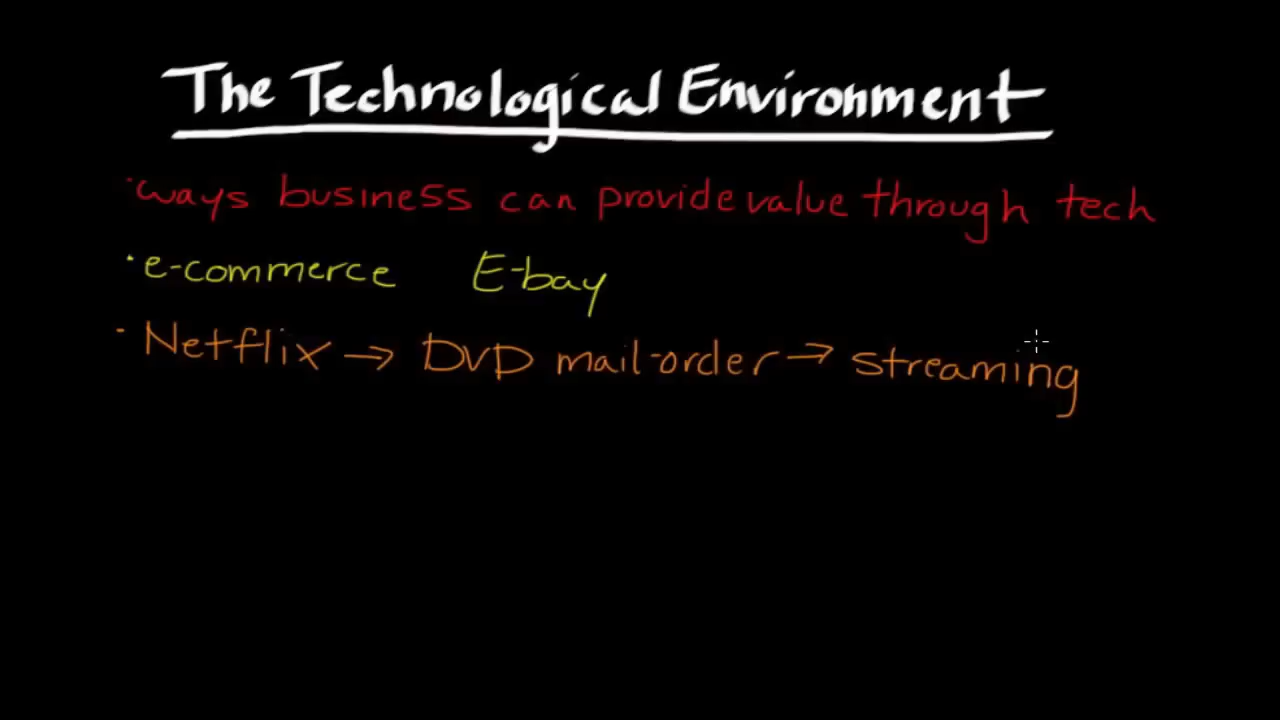 The Technological Environment
· ways business can provide value through tech
· e-commerce E-bay
· Netflix → DVD mail-order → streaming